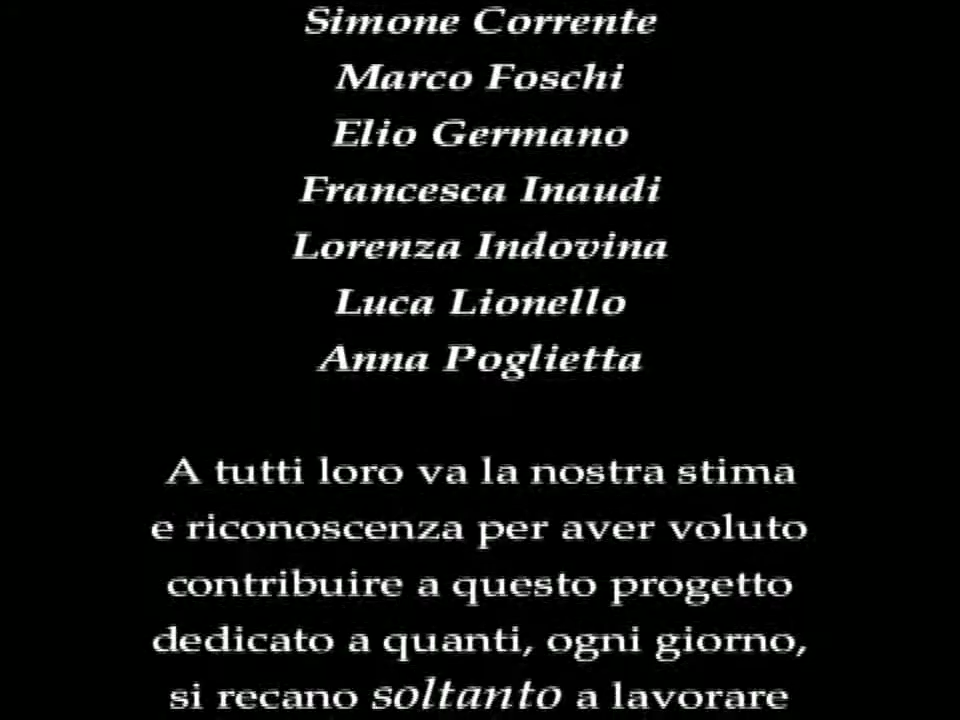 Simone Corrente
Marco Foschi
Elio Germano
Francesca Inaudi
Lorenza Indovina
Luca Lionello
Anna Poglietta
A tutti loro va la nostra stima
e riconoscenza per aver voluto
contribuire a questo progetto
dedicato a quanti, ogni giorno,
si recano soltanto a lavorare